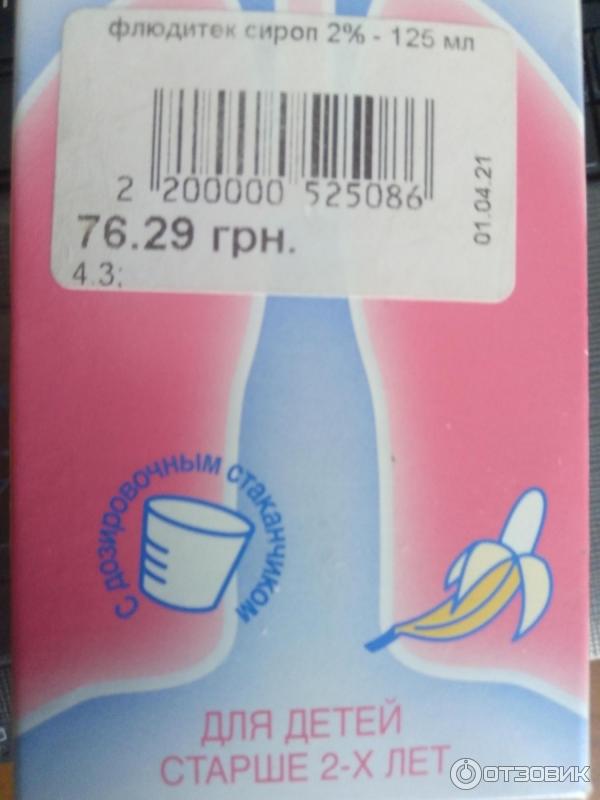 флюдитек сироп 2% - 125 мл
2 200000 525086
76.29 грн.
01.04.21
4.3;
С дозировочным стаканчиком
ДЛЯ ДЕТЕЙ
СТАРШЕ 2-Х ЛЕТ
ОТЗОВИК